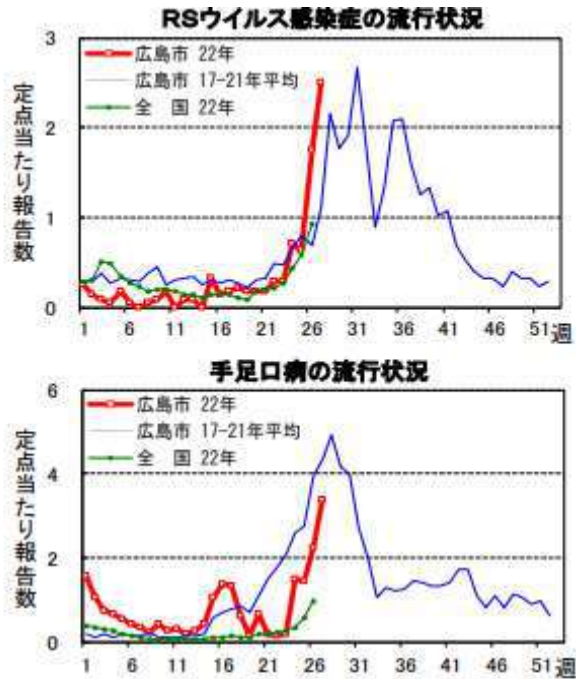 RSウイルス感染症の流行状況
3
2
1
0
定点当たり報告数
広島市 22年
広島市 17-21年平均
全 国 22年
1 6 11 16 21 26 31 36 41 46 51 週
手足口病の流行状況
6
4
2
0
定点当たり報告数
広島市 22年
広島市 17-21年平均
全 国 22年
1 6 11 16 21 26 31 36 41 46 51 週